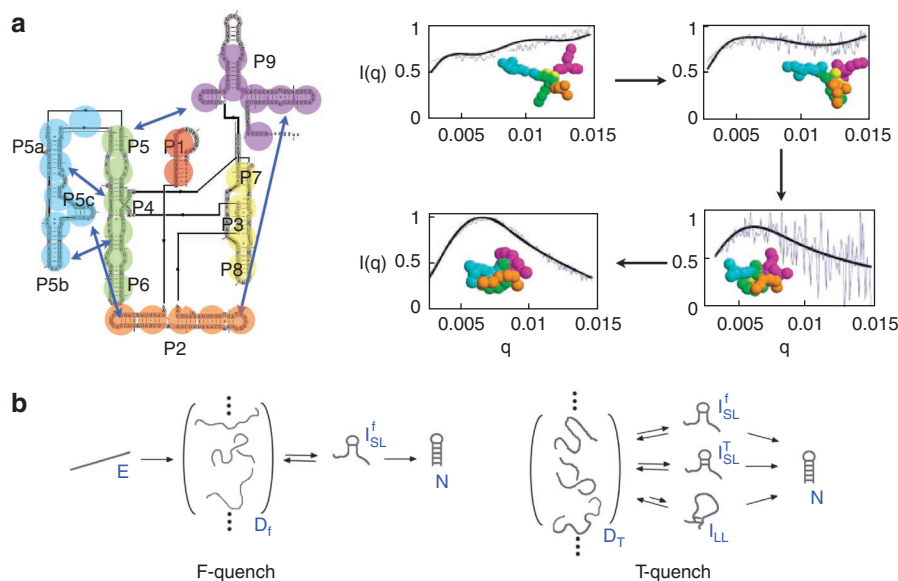 a
P9
P5a
P5
P1
P5c
P4
P7
P3
P5b
P6
P8
P2
I(q)
1
0.5
0
0.005
0.01
0.015
1
0.5
0
0.005
0.01
0.015
I(q)
1
0.5
0
0.005
0.01
0.015
q
1
0.5
0
0.005
0.01
0.015
q
b
E
D_f
I^f_SL
N
F-quench
D_T
I^f_SL
I^T_SL
I_LL
N
T-quench